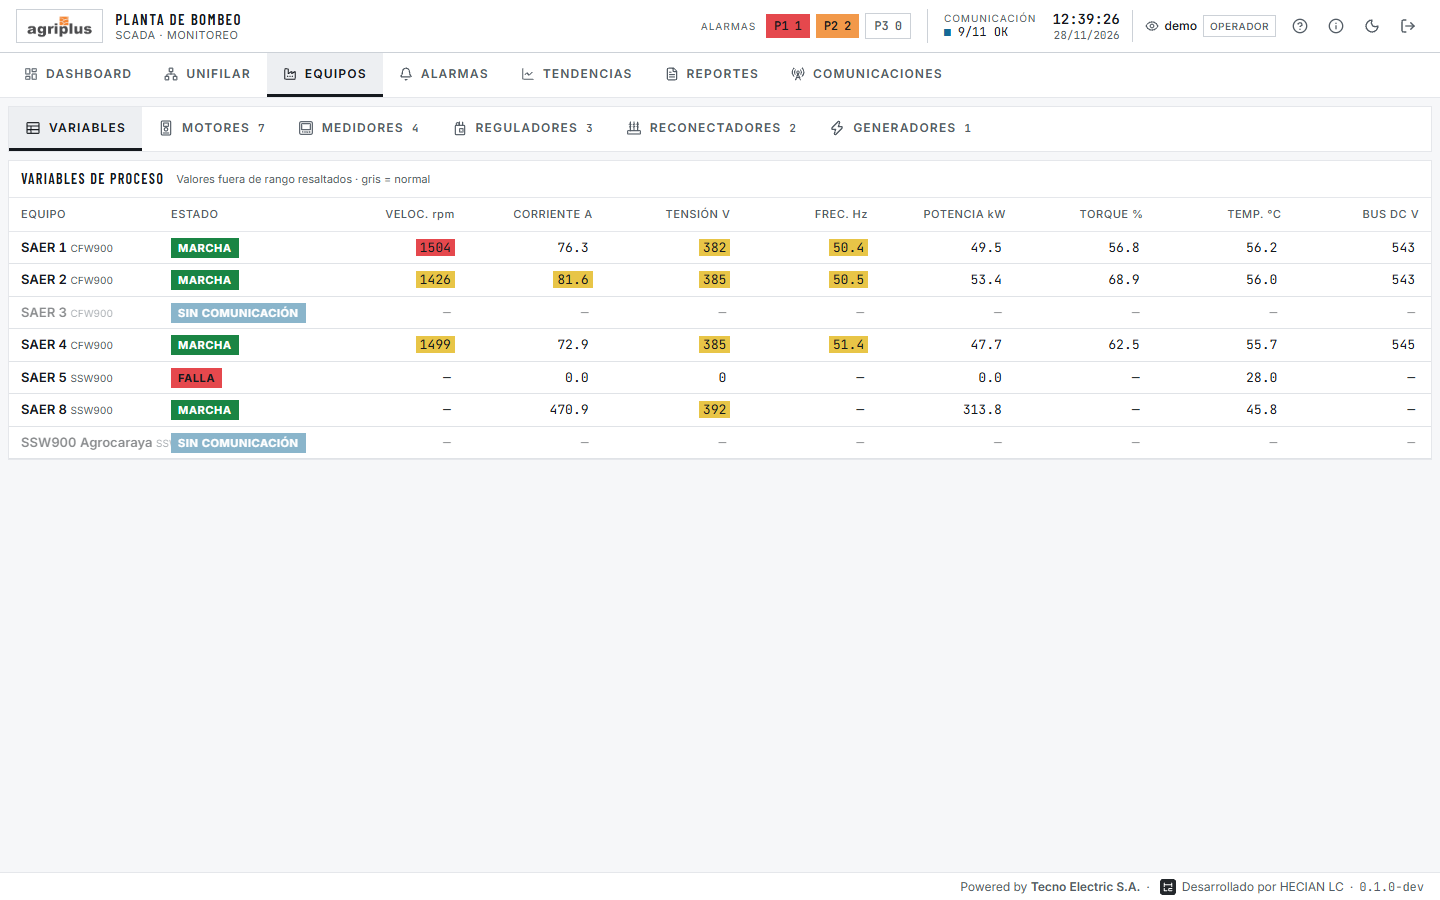 agriplus
PLANTA DE BOMBEO
SCADA · MONITOREO
ALARMAS P1 1 P2 2 P3 0
COMUNICACIÓN
9/11 OK
12:39:26
28/11/2026
demo OPERADOR
DASHBOARD UNIFILAR EQUIPOS ALARMAS TENDENCIAS REPORTES COMUNICACIONES
VARIABLES MOTORES 7 MEDIDORES 4 REGULADORES 3 RECONECTADORES 2 GENERADORES 1
VARIABLES DE PROCESO Valores fuera de rango resaltados · gris = normal
EQUIPO ESTADO VELOC. rpm CORRIENTE A TENSIÓN V FREC. Hz POTENCIA kW TORQUE % TEMP. °C BUS DC V
SAER 1 CFW900 MARCHA 1504 76.3 382 50.4 49.5 56.8 56.2 543
SAER 2 CFW900 MARCHA 1426 81.6 385 50.5 53.4 68.9 56.0 543
SAER 3 CFW900 SIN COMUNICACIÓN – – – – – – – –
SAER 4 CFW900 MARCHA 1499 72.9 385 51.4 47.7 62.5 55.7 545
SAER 5 SSW900 FALLA – 0.0 0 – 0.0 – 28.0 –
SAER 8 SSW900 MARCHA – 470.9 392 – 313.8 – 45.8 –
SSW900 Agrocaraya SIN COMUNICACIÓN – – – – – – – –
Powered by Tecno Electric S.A. · Desarrollado por HECIAN LC · 0.1.0-dev